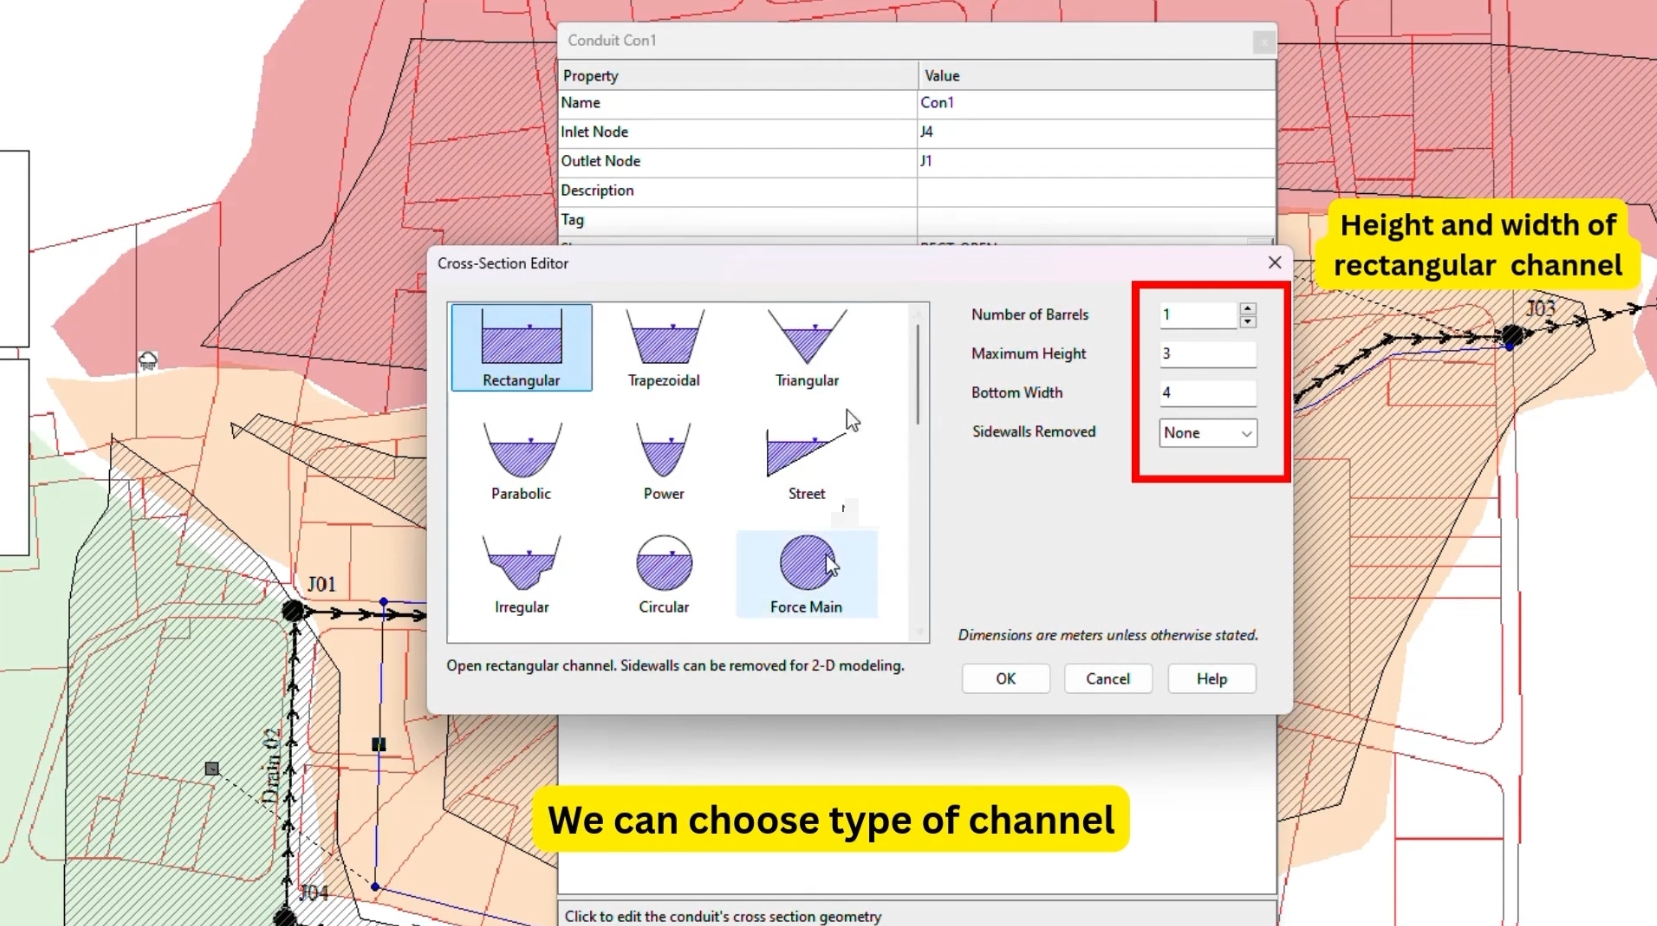 Conduit Con1
Property Value
Name Con1
Inlet Node J4
Outlet Node J1
Description
Tag
Height and width of
rectangular channel
Cross-Section Editor
Rectangular Trapezoidal Triangular
Parabolic Power Street
Irregular Circular Force Main
Number of Barrels 1
Maximum Height 3
Bottom Width 4
Sidewalls Removed None
Dimensions are meters unless otherwise stated.
Open rectangular channel. Sidewalls can be removed for 2-D modeling.
OK Cancel Help
J03
J01
Drain 02
J04
We can choose type of channel
Click to edit the conduit's cross section geometry